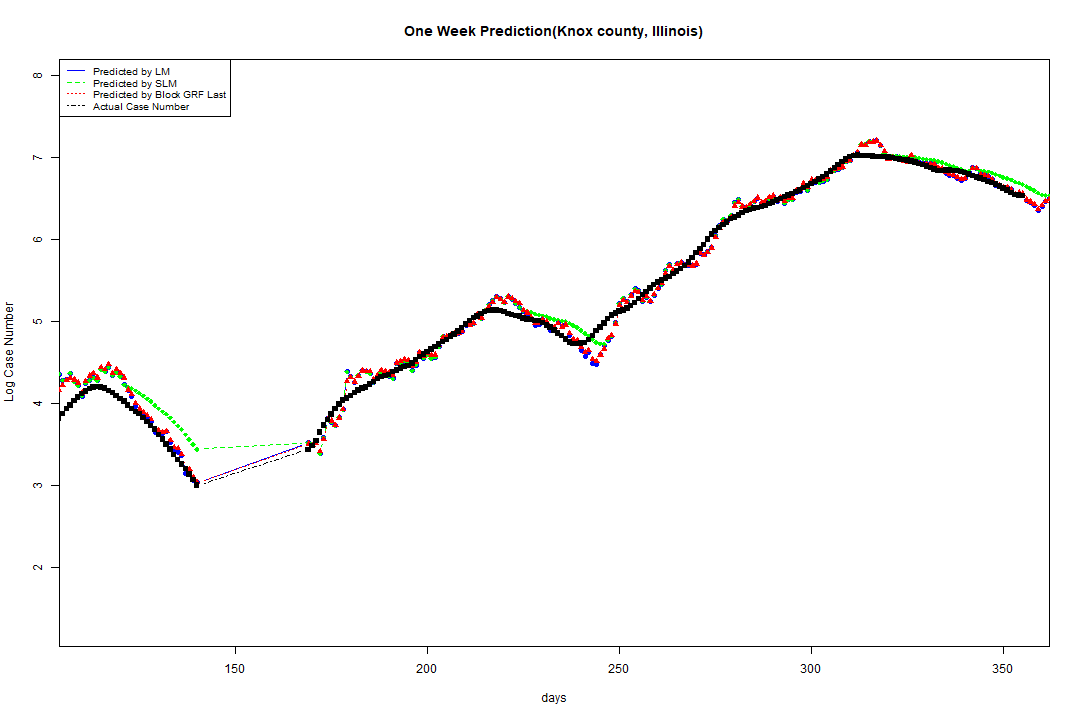 One Week Prediction(Knox county, Illinois)
Predicted by LM
Predicted by SLM
Predicted by Block GRF Last
Actual Case Number
8
7
6
5
4
3
2
Log Case Number
150 200 250 300 350
days